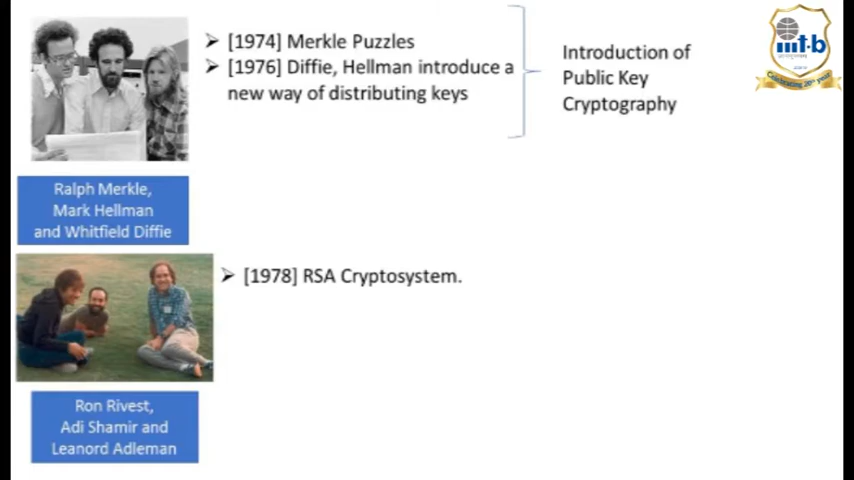 ➢ [1974] Merkle Puzzles
➢ [1976] Diffie, Hellman introduce a
new way of distributing keys
Introduction of
Public Key
Cryptography
iiit-b
Ralph Merkle,
Mark Hellman
and Whitfield Diffie
➢ [1978] RSA Cryptosystem.
Ron Rivest,
Adi Shamir and
Leanord Adleman